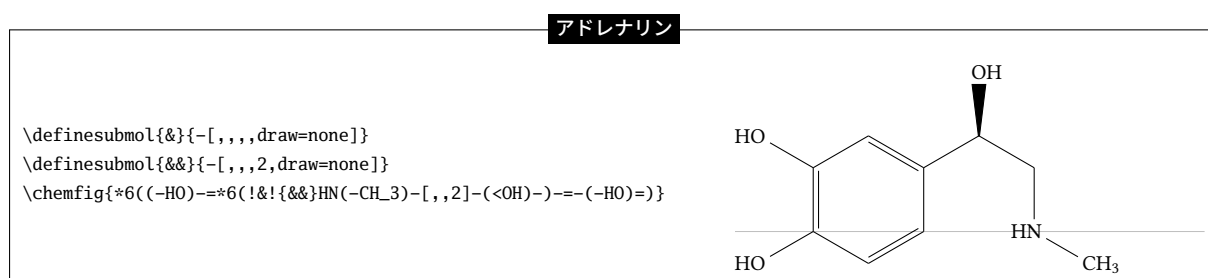 アドレナリン
\definesubmol{&}{-[,,,,draw=none]}
\definesubmol{&&}{-[,,,2,draw=none]}
\chemfig{*6((-HO)-=*6(!&!{&&}HN(-CH_3)-[,,2]-(<OH)-)-=-(-HO)=)}
OH
HO
HN
HO
CH₃